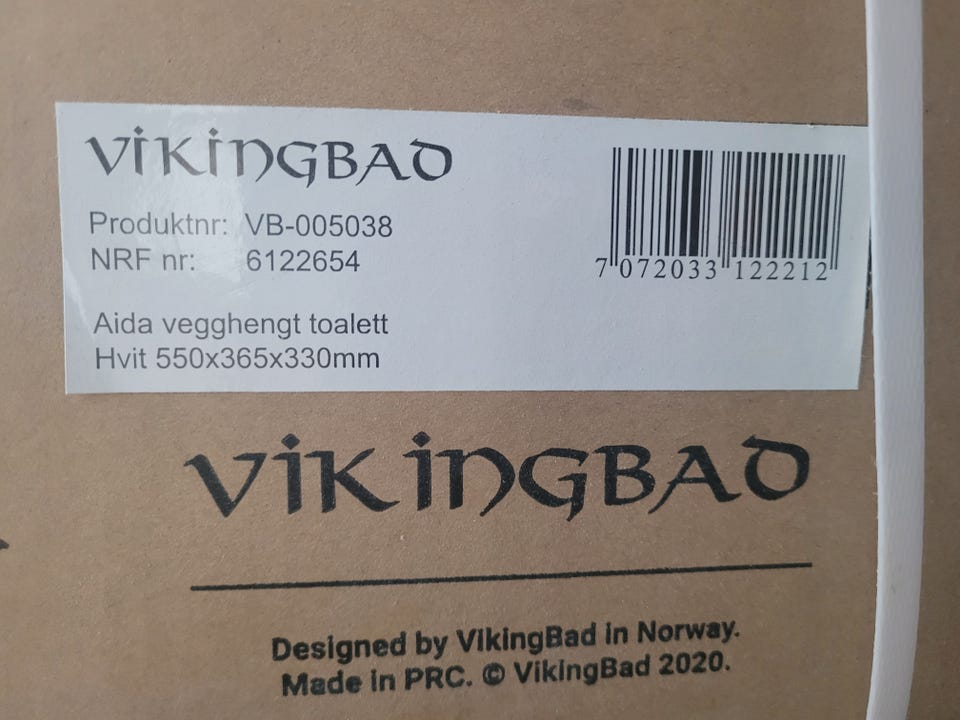 VIKINGBAD
Produktnr: VB-005038
NRF nr: 6122654
Aida vegghengt toalett
Hvit 550x365x330mm
7 072033 122212
VIKINGBAD
Designed by VikingBad in Norway.
Made in PRC. © VikingBad 2020.